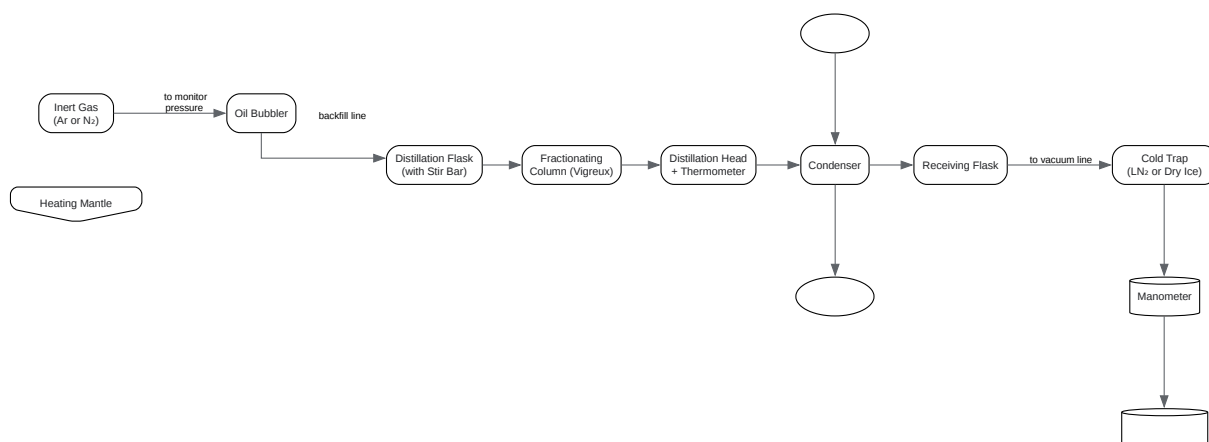 to monitor
pressure
Inert Gas
(Ar or N₂)
Oil Bubbler
backfill line
Distillation Flask
(with Stir Bar)
Fractionating
Column (Vigreux)
Distillation Head
+ Thermometer
Condenser
Receiving Flask
to vacuum line
Cold Trap
(LN₂ or Dry Ice)
Heating Mantle
Manometer